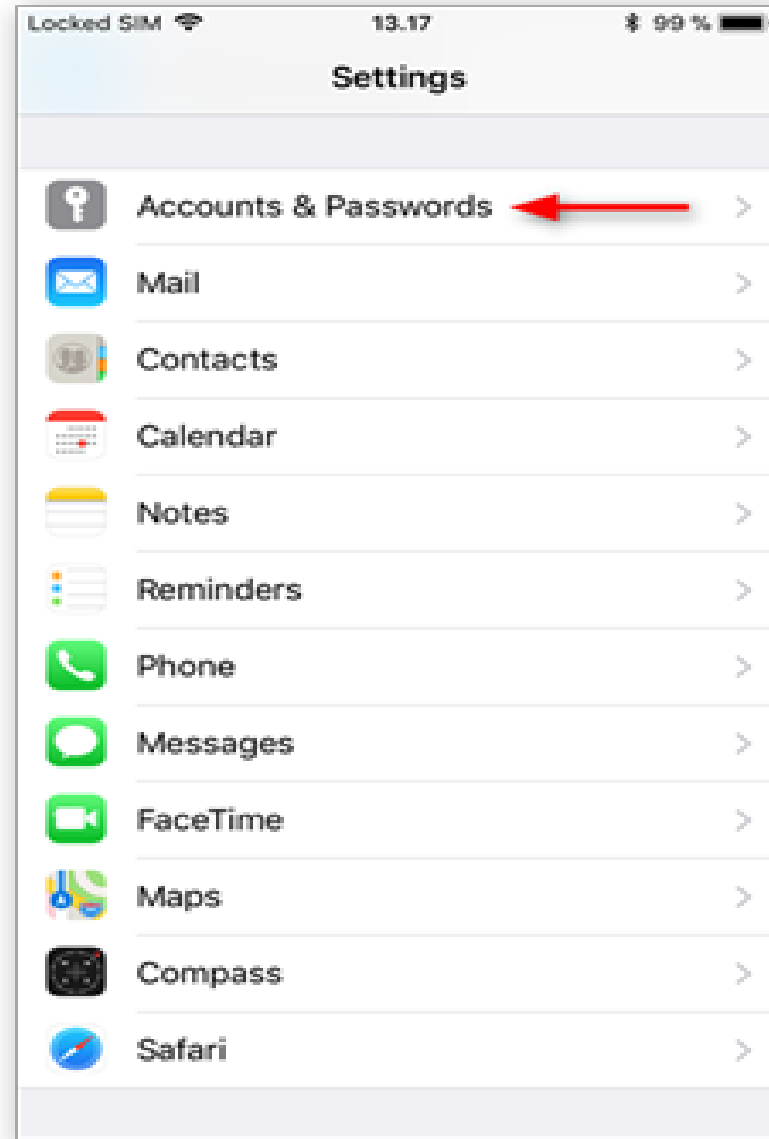 Locked SIM 13.17 99 %
Settings
Accounts & Passwords
Mail
Contacts
Calendar
Notes
Reminders
Phone
Messages
FaceTime
Maps
Compass
Safari